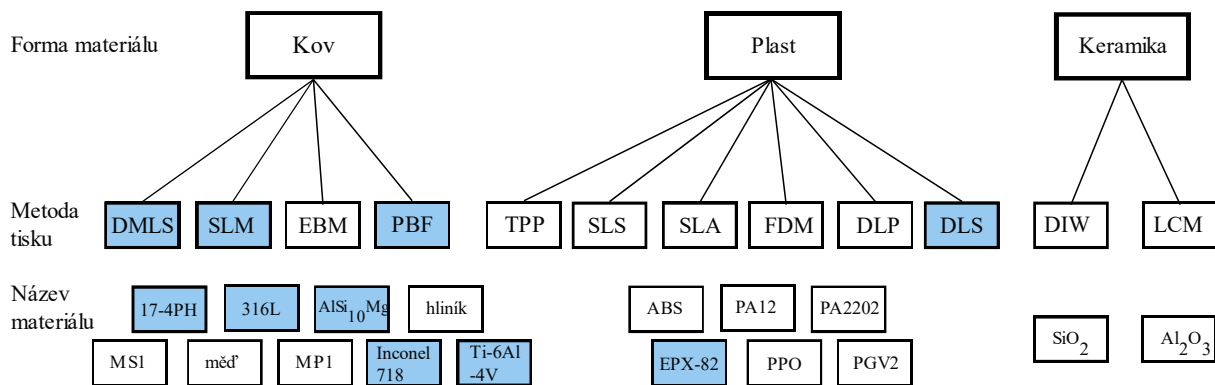 Forma materiálu
Kov
Plast
Keramika
Metoda
tisku
DMLS
SLM
EBM
PBF
TPP
SLS
SLA
FDM
DLP
DLS
DIW
LCM
Název
materiálu
17-4PH
316L
AlSi10Mg
hliník
ABS
PA12
PA2202
MS1
měď
MP1
Inconel
718
Ti-6Al
-4V
EPX-82
PPO
PGV2
SiO2
Al2O3